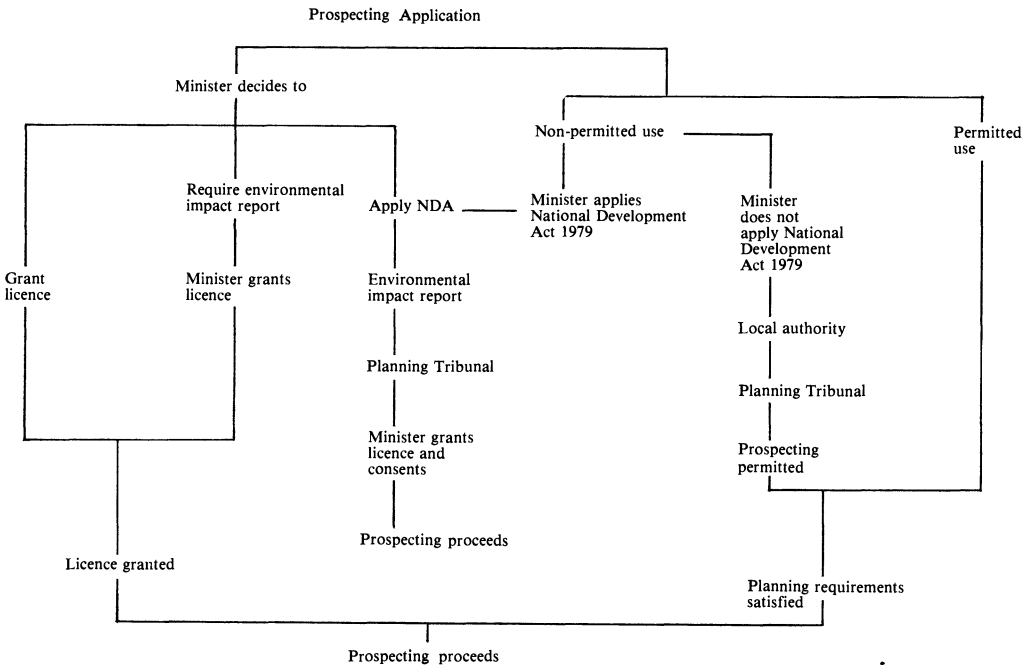 Prospecting Application
Minister decides to
Non-permitted use
Permitted
use
Require environmental
impact report
Apply NDA
Minister applies
National Development
Act 1979
Minister
does not
apply National
Development
Act 1979
Grant
licence
Minister grants
licence
Environmental
impact report
Local authority
Planning Tribunal
Planning Tribunal
Minister grants
licence and
consents
Prospecting
permitted
Prospecting proceeds
Licence granted
Planning requirements
satisfied
Prospecting proceeds